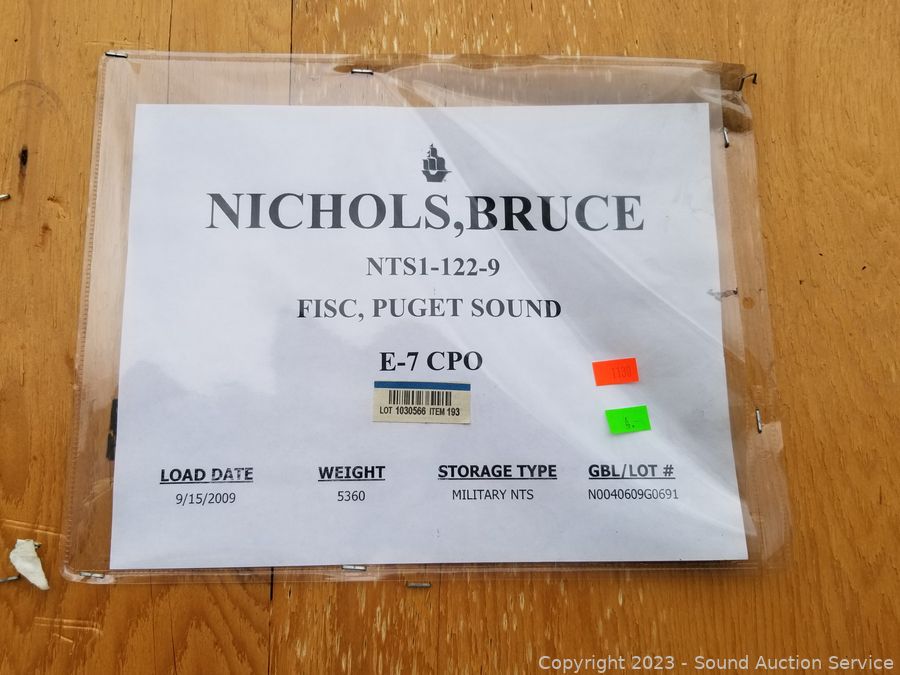 NICHOLS,BRUCE
NTS1-122-9
FISC, PUGET SOUND
E-7 CPO
LOT 1030566 ITEM 193
1130
LOAD DATE WEIGHT STORAGE TYPE GBL/LOT #
9/15/2009 5360 MILITARY NTS N0040609G0691
Copyright 2023 - Sound Auction Service